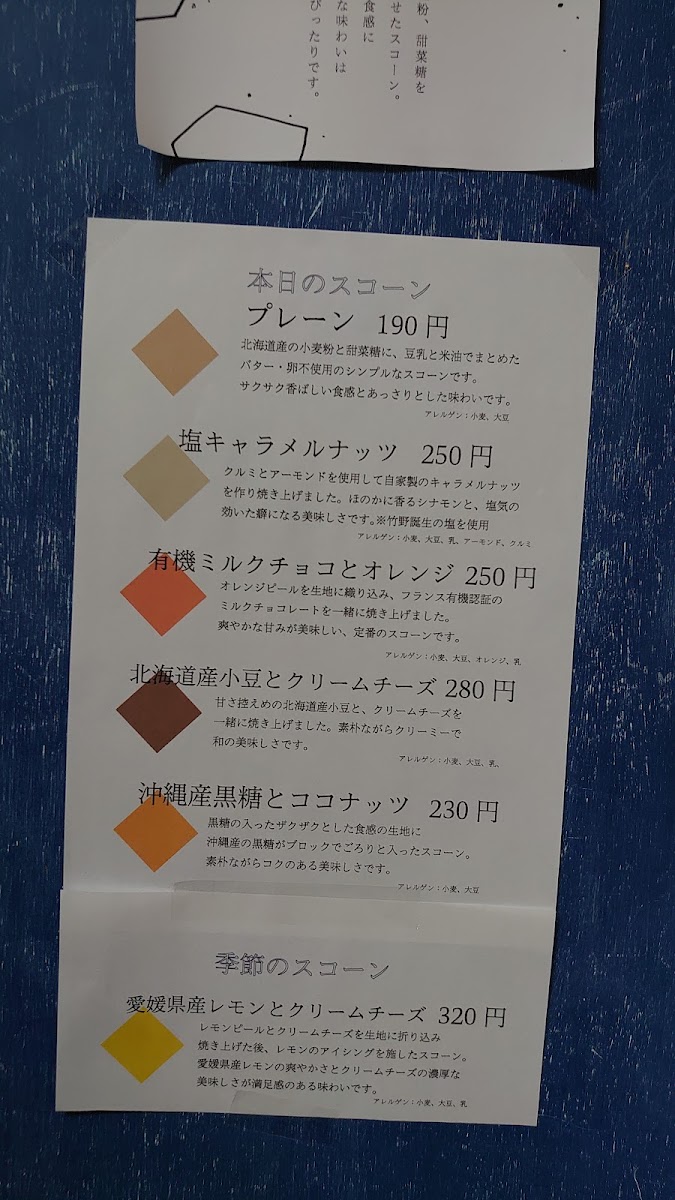 粉、甜菜糖を
せたスコーン。
食感に
な味わいは
ぴったりです。
本日のスコーン
プレーン 190 円
北海道産の小麦粉と甜菜糖に、豆乳と米油でまとめた
バター・卵不使用のシンプルなスコーンです。
サクサク香ばしい食感とあっさりとした味わいです。
アレルゲン：小麦、大豆
塩キャラメルナッツ 250 円
クルミとアーモンドを使用して自家製のキャラメルナッツ
を作り焼き上げました。ほのかに香るシナモンと、塩気の
効いた癖になる美味しさです。※竹野誕生の塩を使用
アレルゲン：小麦、大豆、乳、アーモンド、クルミ
有機ミルクチョコとオレンジ 250 円
オレンジピールを生地に織り込み、フランス有機認証の
ミルクチョコレートを一緒に焼き上げました。
爽やかな甘みが美味しい、定番のスコーンです。
アレルゲン：小麦、大豆、オレンジ、乳
北海道産小豆とクリームチーズ 280 円
甘さ控えめの北海道産小豆と、クリームチーズを
一緒に焼き上げました。素朴ながらクリーミーで
和の美味しさです。
アレルゲン：小麦、大豆、乳、
沖縄産黒糖とココナッツ 230 円
黒糖の入ったザクザクとした食感の生地に
沖縄産の黒糖がブロックでごろりと入ったスコーン。
素朴ながらコクのある美味しさです。
アレルゲン：小麦、大豆
季節のスコーン
愛媛県産レモンとクリームチーズ 320 円
レモンピールとクリームチーズを生地に折り込み
焼き上げた後、レモンのアイシングを施したスコーン。
愛媛県産レモンの爽やかさとクリームチーズの濃厚な
美味しさが満足感のある味わいです。
アレルゲン：小麦、大豆、乳